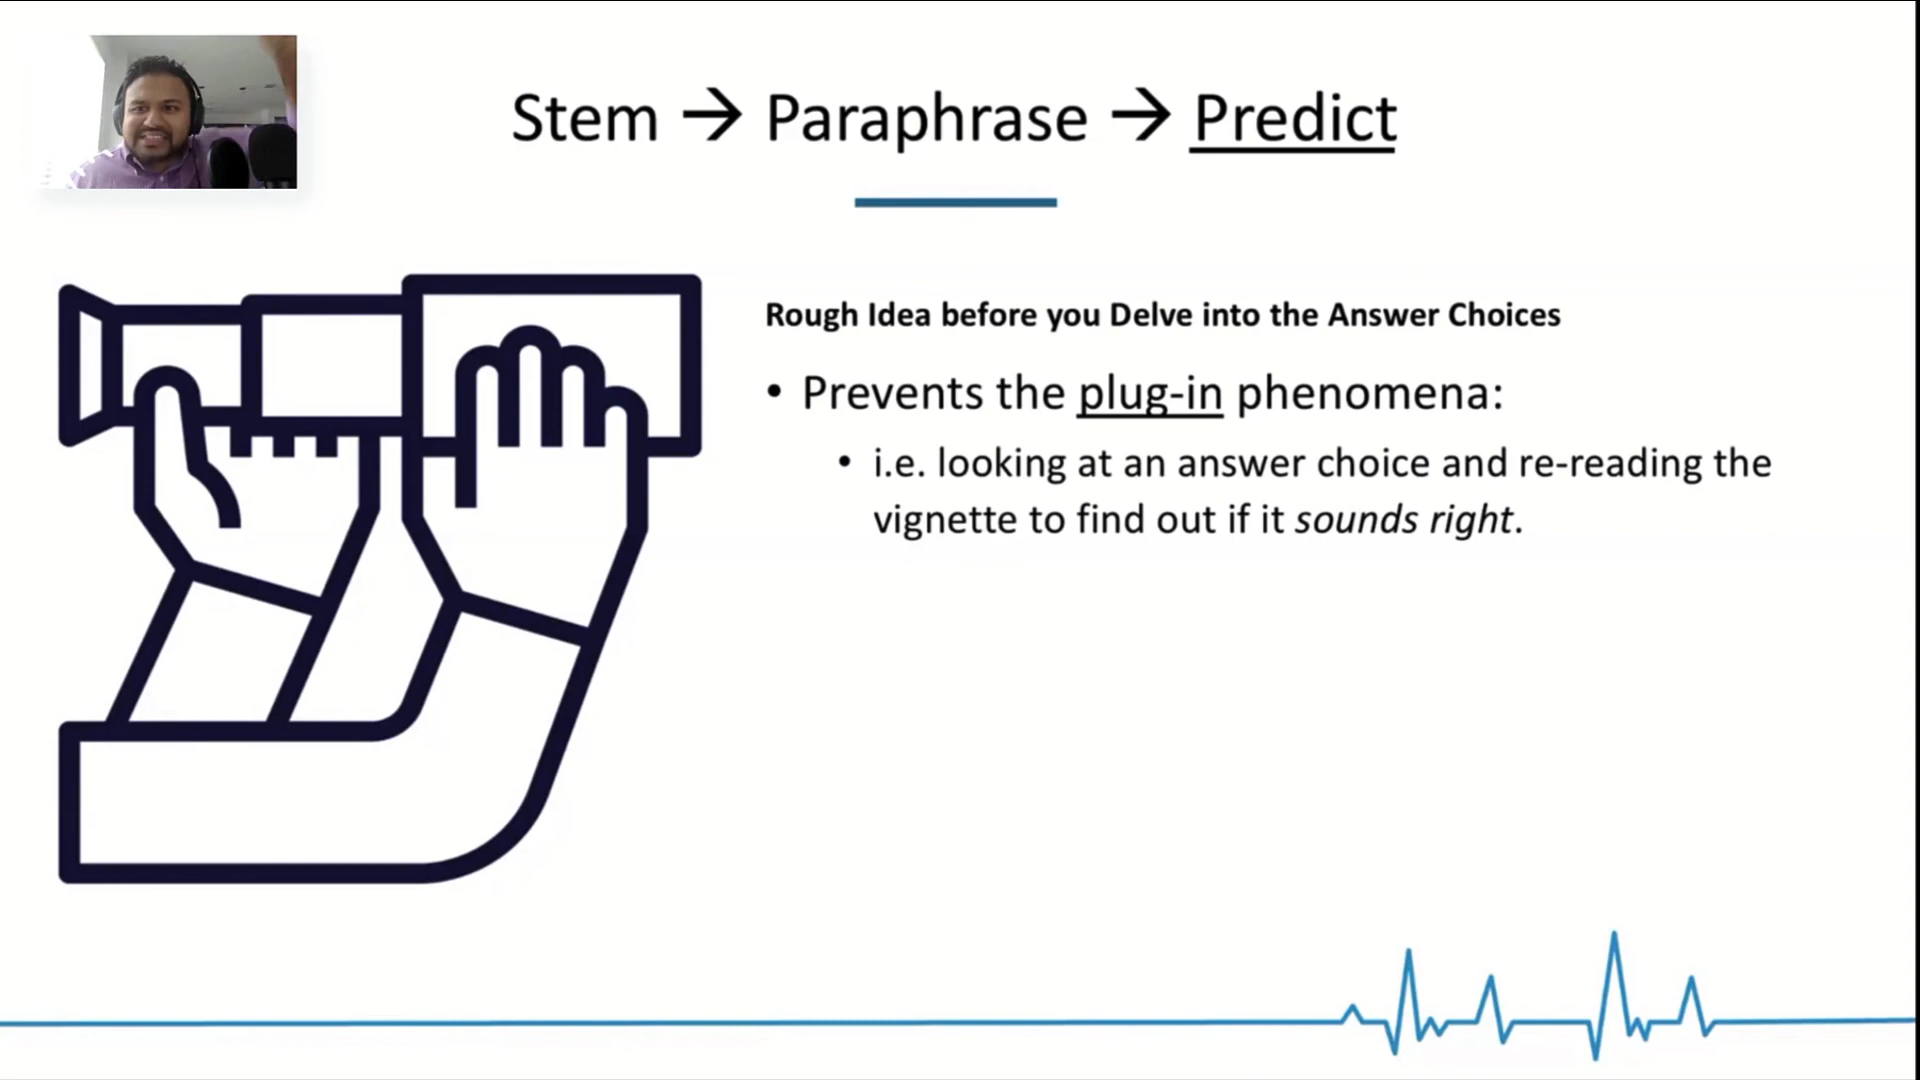 Stem → Paraphrase → Predict
Rough Idea before you Delve into the Answer Choices
• Prevents the plug-in phenomena:
• i.e. looking at an answer choice and re-reading the
vignette to find out if it sounds right.